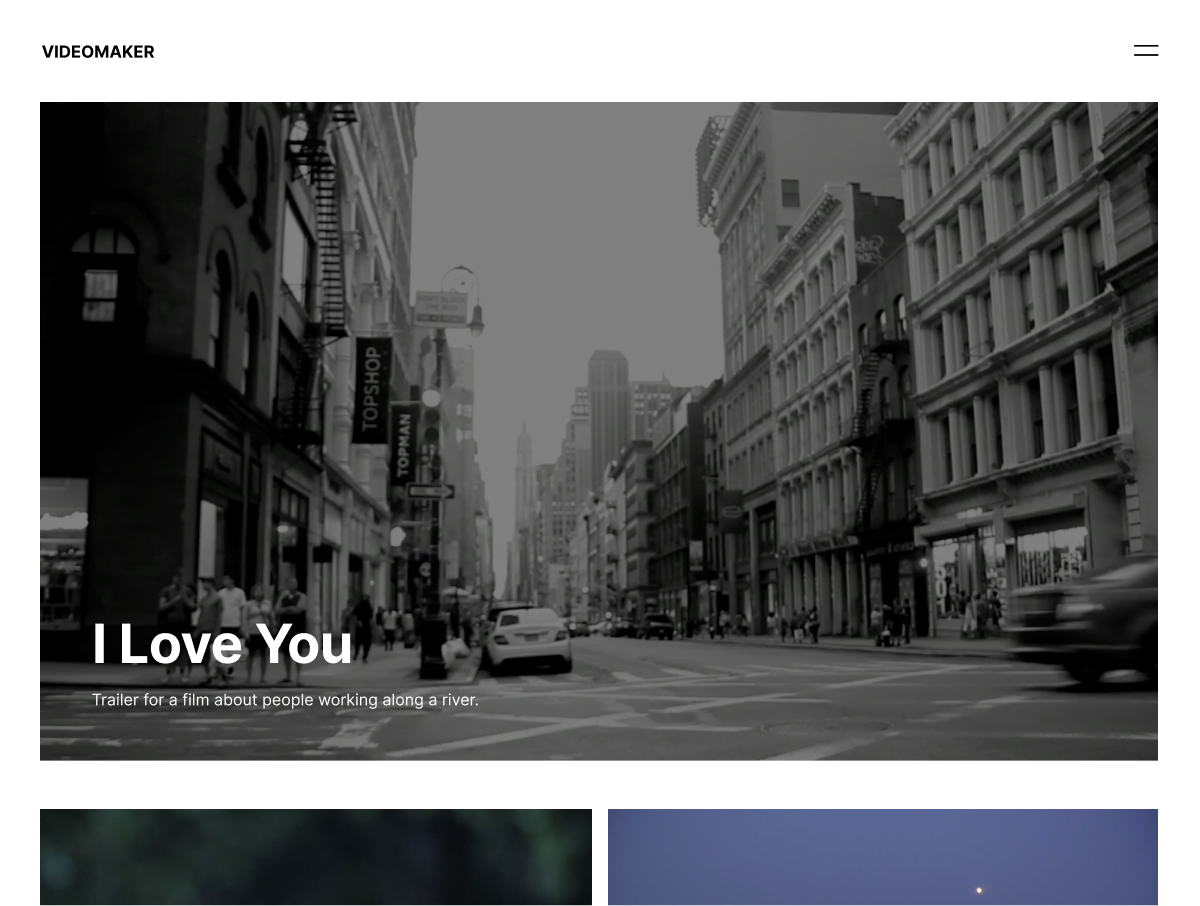 VIDEOMAKER
TOPSHOP
TOPMAN
I Love You
Trailer for a film about people working along a river.